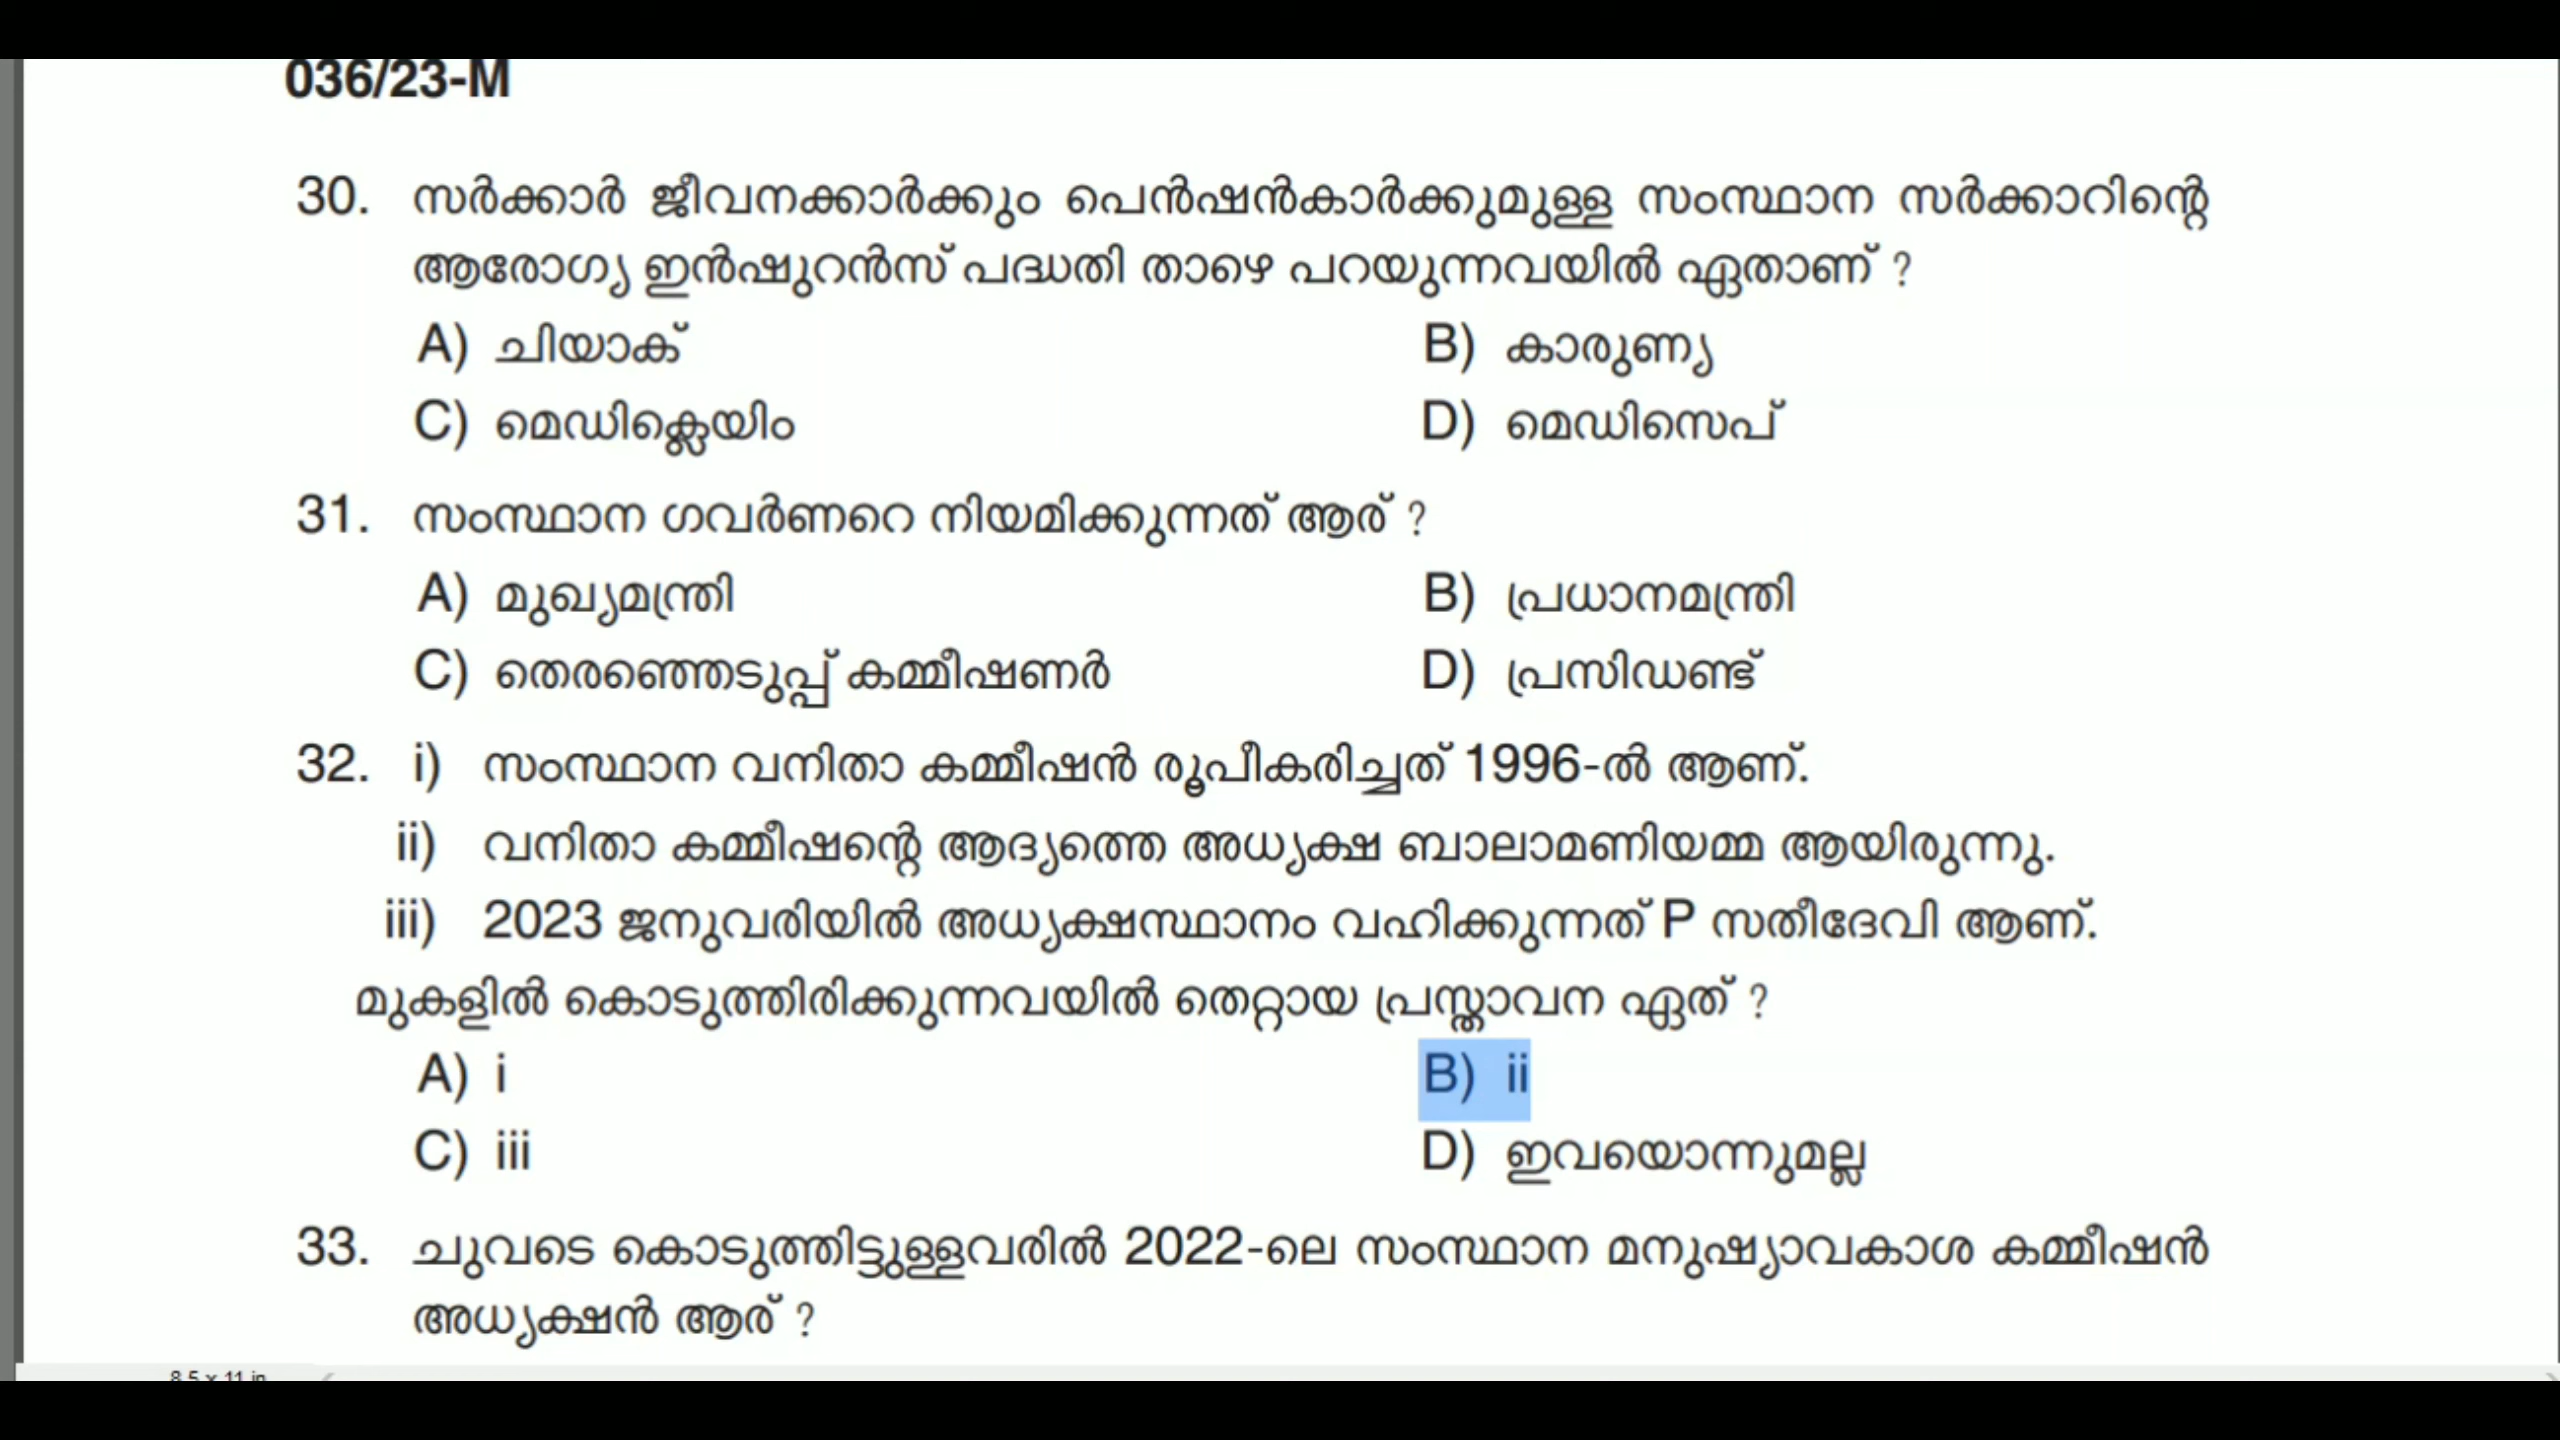 036/23-M
30. സർക്കാർ ജീവനക്കാർക്കും പെൻഷൻകാർക്കുമുള്ള സംസ്ഥാന സർക്കാറിന്റെ
ആരോഗ്യ ഇൻഷുറൻസ് പദ്ധതി താഴെ പറയുന്നവയിൽ ഏതാണ് ?
A) ചിയാക് B) കാരുണ്യ
C) മെഡിക്ലെയിം D) മെഡിസെപ്
31. സംസ്ഥാന ഗവർണറെ നിയമിക്കുന്നത് ആര് ?
A) മുഖ്യമന്ത്രി B) പ്രധാനമന്ത്രി
C) തെരഞ്ഞെടുപ്പ് കമ്മീഷണർ D) പ്രസിഡണ്ട്
32. i) സംസ്ഥാന വനിതാ കമ്മീഷൻ രൂപീകരിച്ചത് 1996-ൽ ആണ്.
ii) വനിതാ കമ്മീഷന്റെ ആദ്യത്തെ അധ്യക്ഷ ബാലാമണിയമ്മ ആയിരുന്നു.
iii) 2023 ജനുവരിയിൽ അധ്യക്ഷസ്ഥാനം വഹിക്കുന്നത് P സതീദേവി ആണ്.
മുകളിൽ കൊടുത്തിരിക്കുന്നവയിൽ തെറ്റായ പ്രസ്താവന ഏത് ?
A) i B) ii
C) iii D) ഇവയൊന്നുമല്ല
33. ചുവടെ കൊടുത്തിട്ടുള്ളവരിൽ 2022-ലെ സംസ്ഥാന മനുഷ്യാവകാശ കമ്മീഷൻ
അധ്യക്ഷൻ ആര് ?
8.5 x 11 in